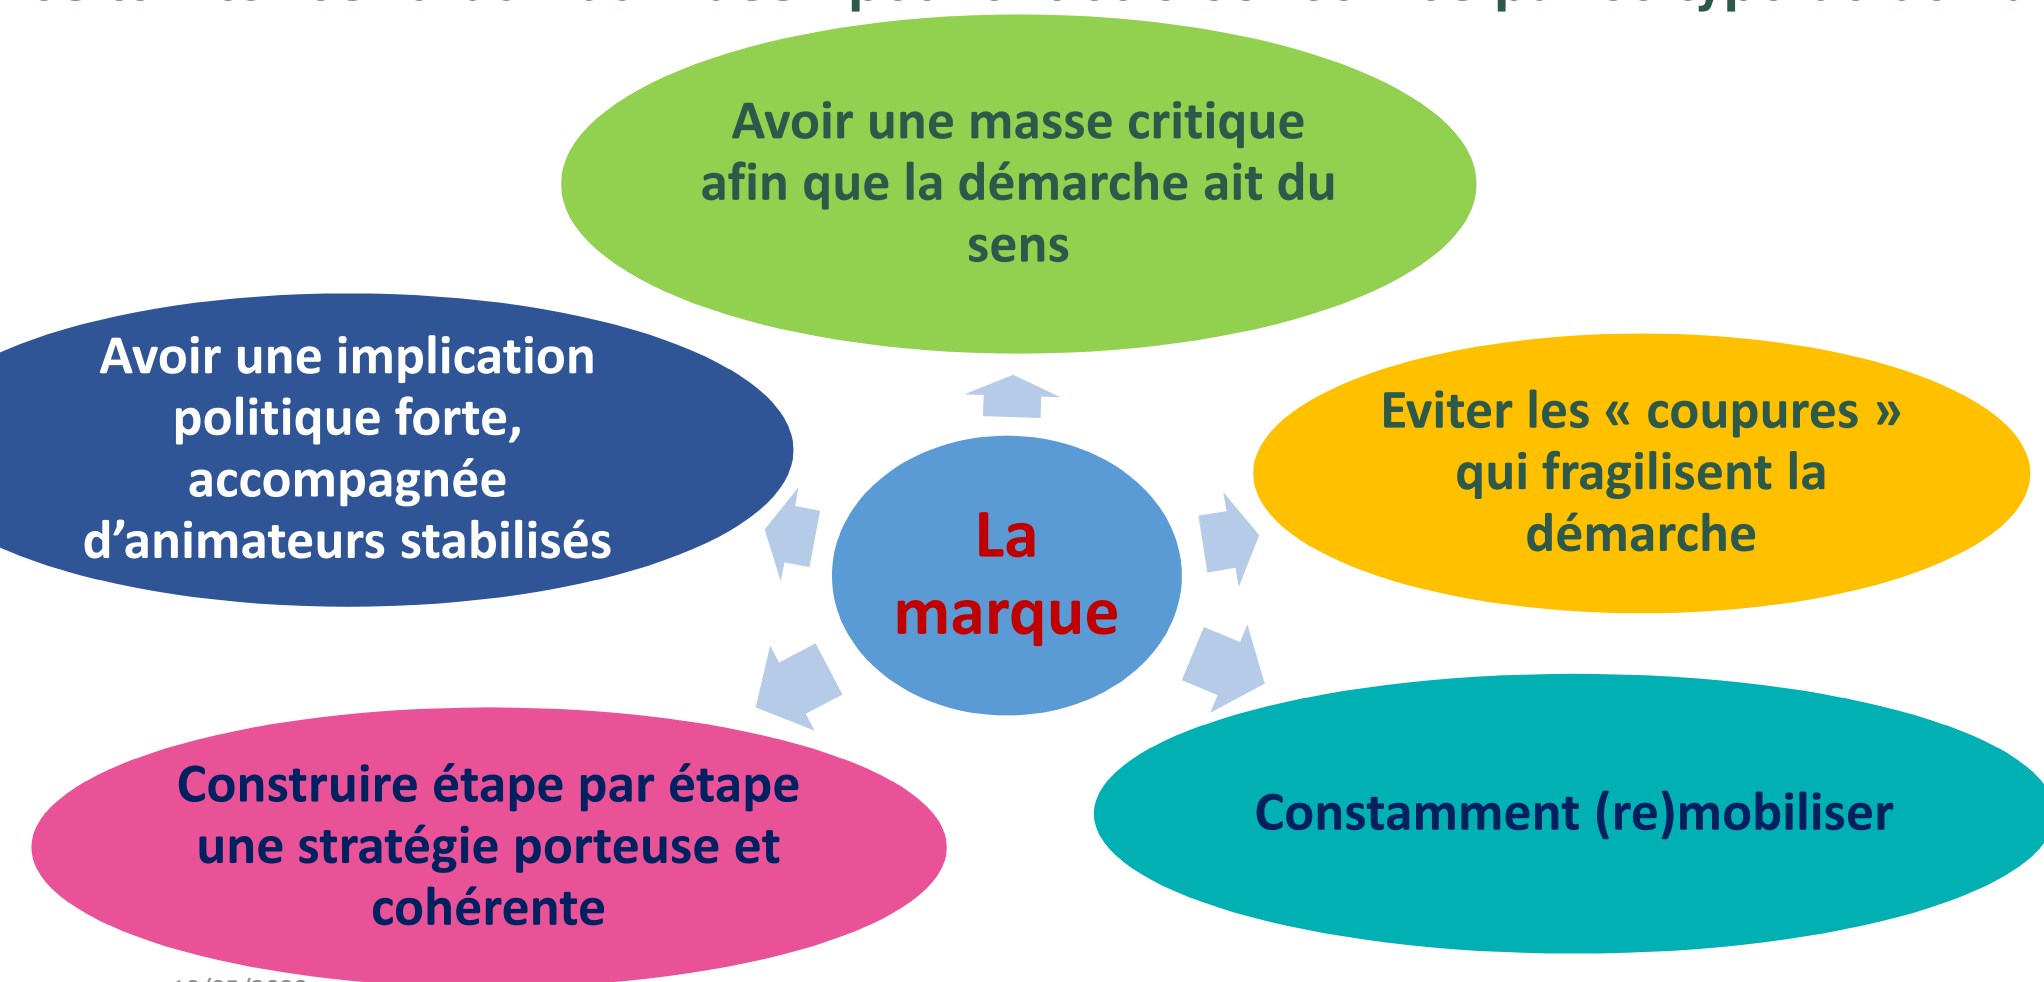 Avoir une masse critique
afin que la démarche ait du
sens
Avoir une implication
politique forte,
accompagnée
d’animateurs stabilisés
Eviter les « coupures »
qui fragilisent la
démarche
La
marque
Construire étape par étape
une stratégie porteuse et
cohérente
Constamment (re)mobiliser